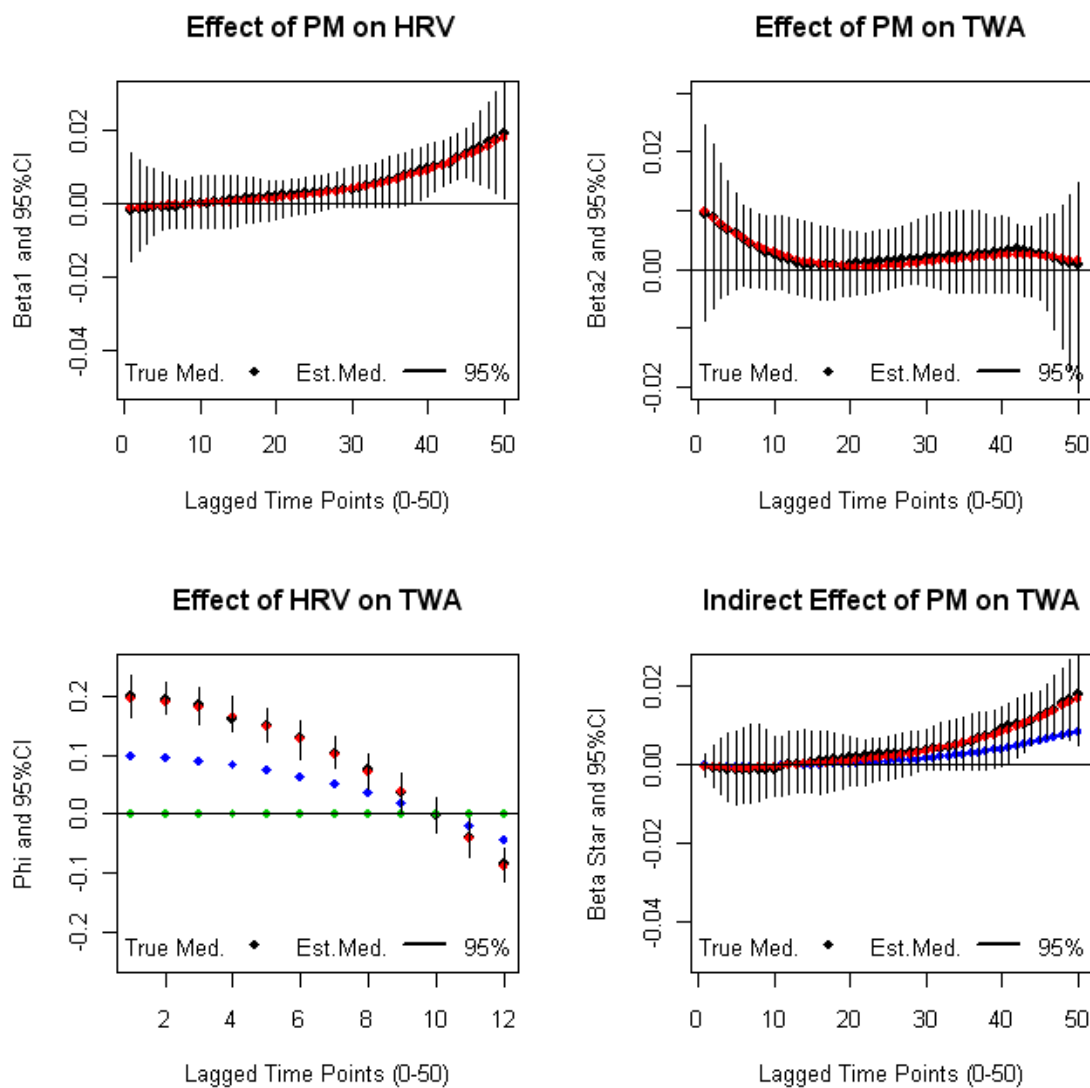 Effect of PM on HRV
Beta1 and 95%CI
0.02
0.00
-0.02
-0.04
True Med. Est.Med. 95%
0 10 20 30 40 50
Lagged Time Points (0-50)
Effect of PM on TWA
Beta2 and 95%CI
0.02
0.00
-0.02
True Med. Est.Med. 95%
0 10 20 30 40 50
Lagged Time Points (0-50)
Effect of HRV on TWA
Phi and 95%CI
0.2
0.1
0.0
-0.1
-0.2
True Med. Est.Med. 95%
2 4 6 8 10 12
Lagged Time Points (0-50)
Indirect Effect of PM on TWA
Beta Star and 95%CI
0.02
0.00
-0.02
-0.04
True Med. Est.Med. 95%
0 10 20 30 40 50
Lagged Time Points (0-50)